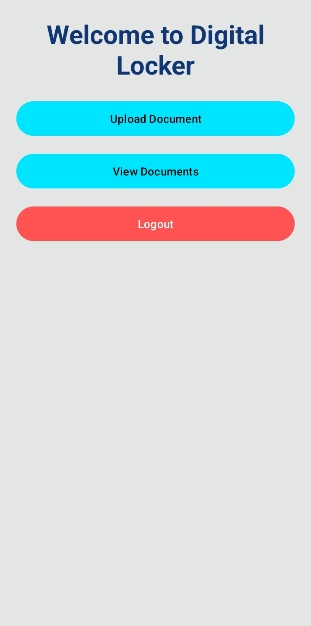 Welcome to Digital
Locker
Upload Document
View Documents
Logout